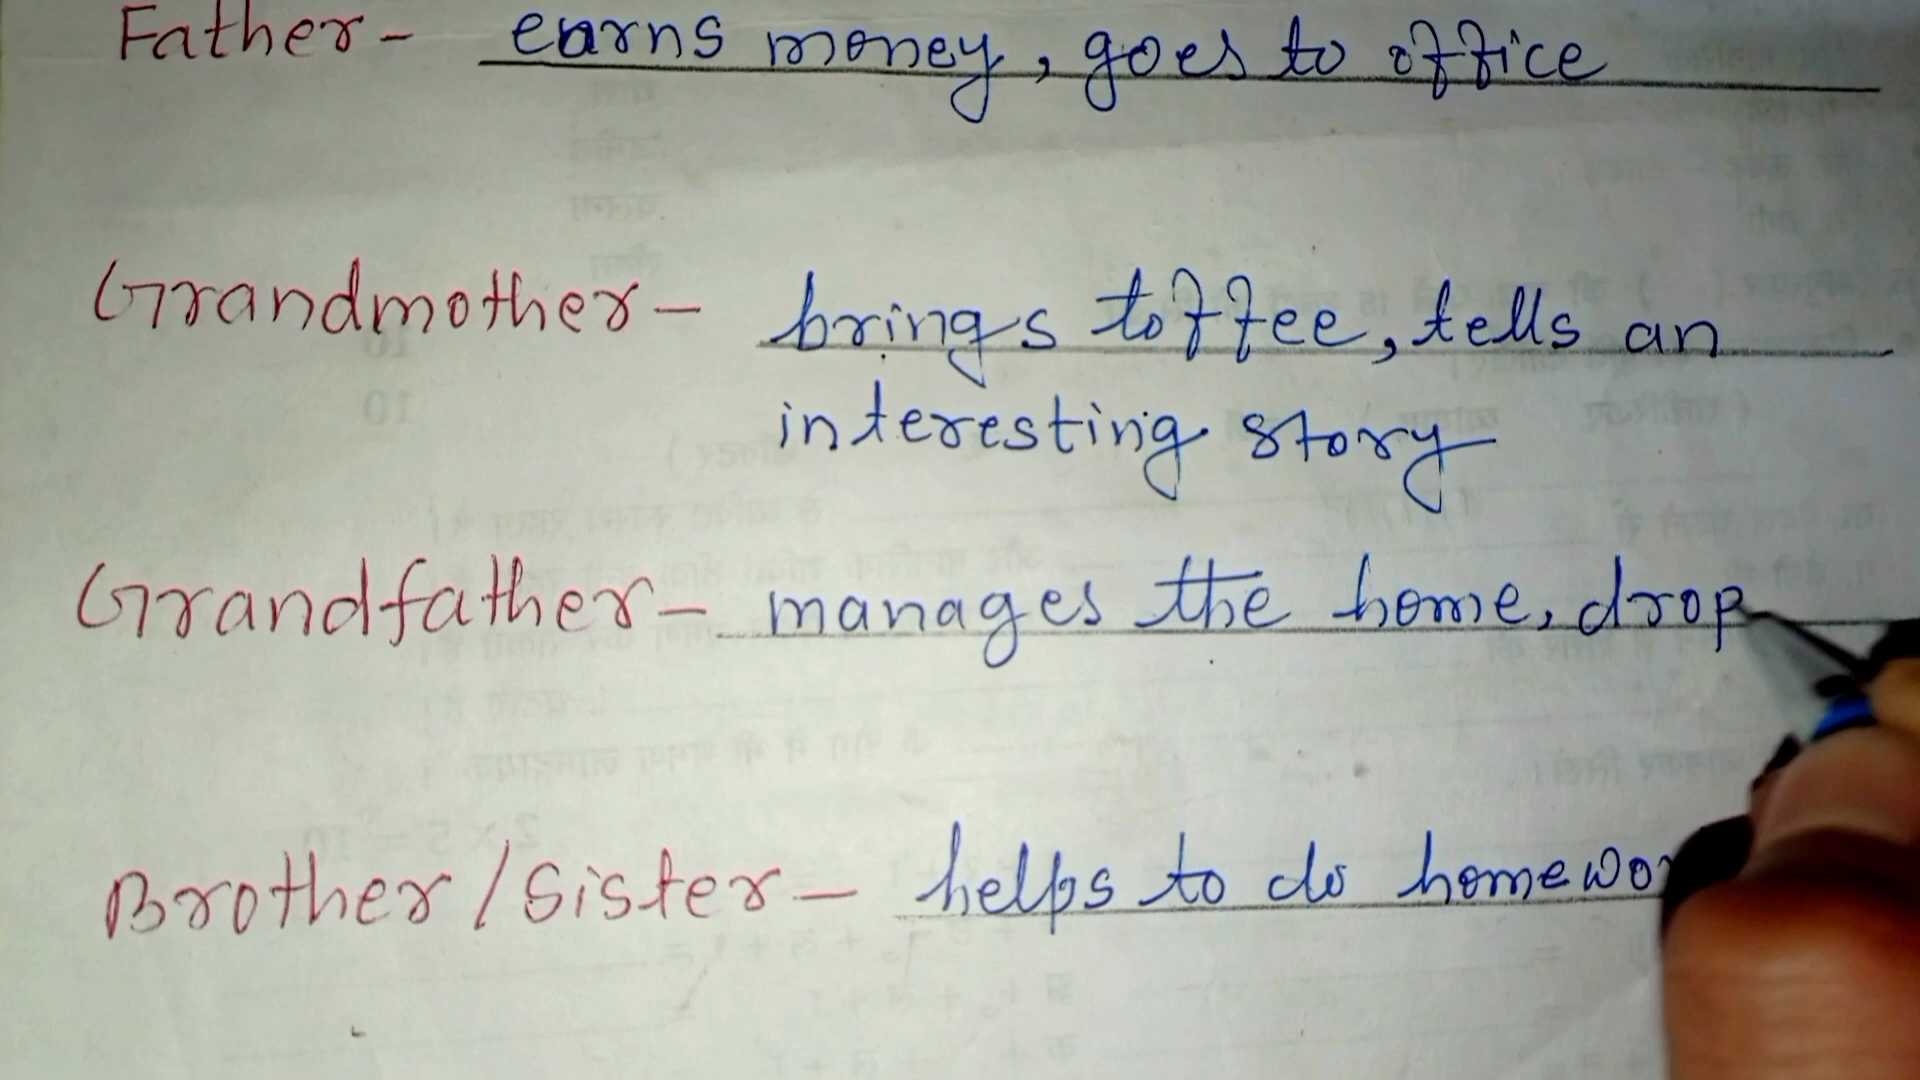 Father- earns money, goes to office
Grandmother- brings toffee, tells an
interesting story
Grandfather- manages the home, drop
Brother/Sister- helps to do homewor